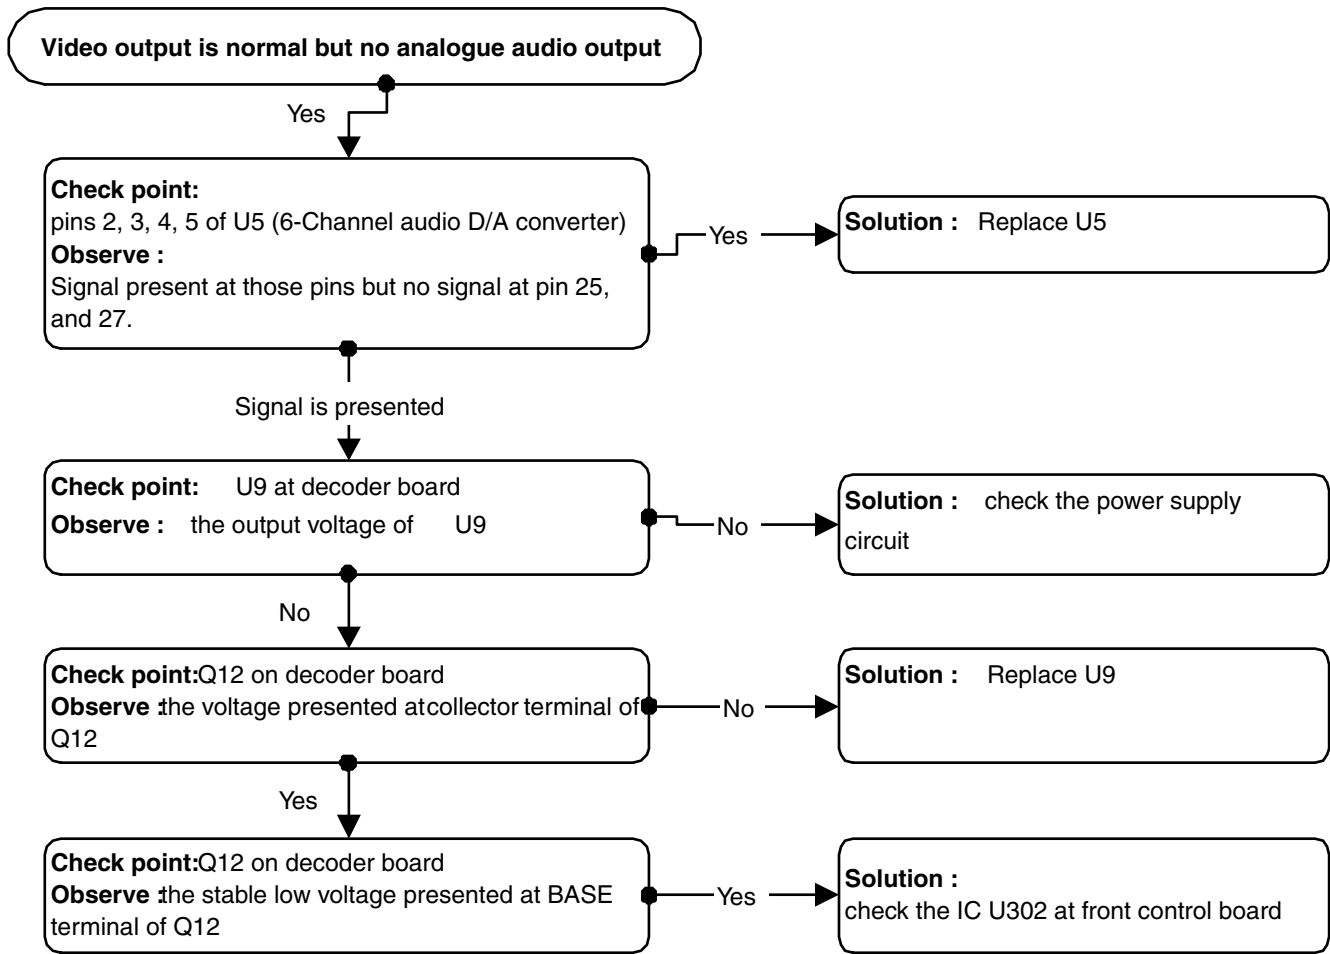 Video output is normal but no analogue audio output
Yes
Check point:
pins 2, 3, 4, 5 of U5 (6-Channel audio D/A converter)
Observe :
Signal present at those pins but no signal at pin 25,
and 27.
Yes
Solution : Replace U5
Signal is presented
Check point: U9 at decoder board
Observe : the output voltage of U9
No
Solution : check the power supply
circuit
No
Check point:Q12 on decoder board
Observe :the voltage presented at collector terminal of
Q12
No
Solution : Replace U9
Yes
Check point:Q12 on decoder board
Observe :the stable low voltage presented at BASE
terminal of Q12
Yes
Solution :
check the IC U302 at front control board